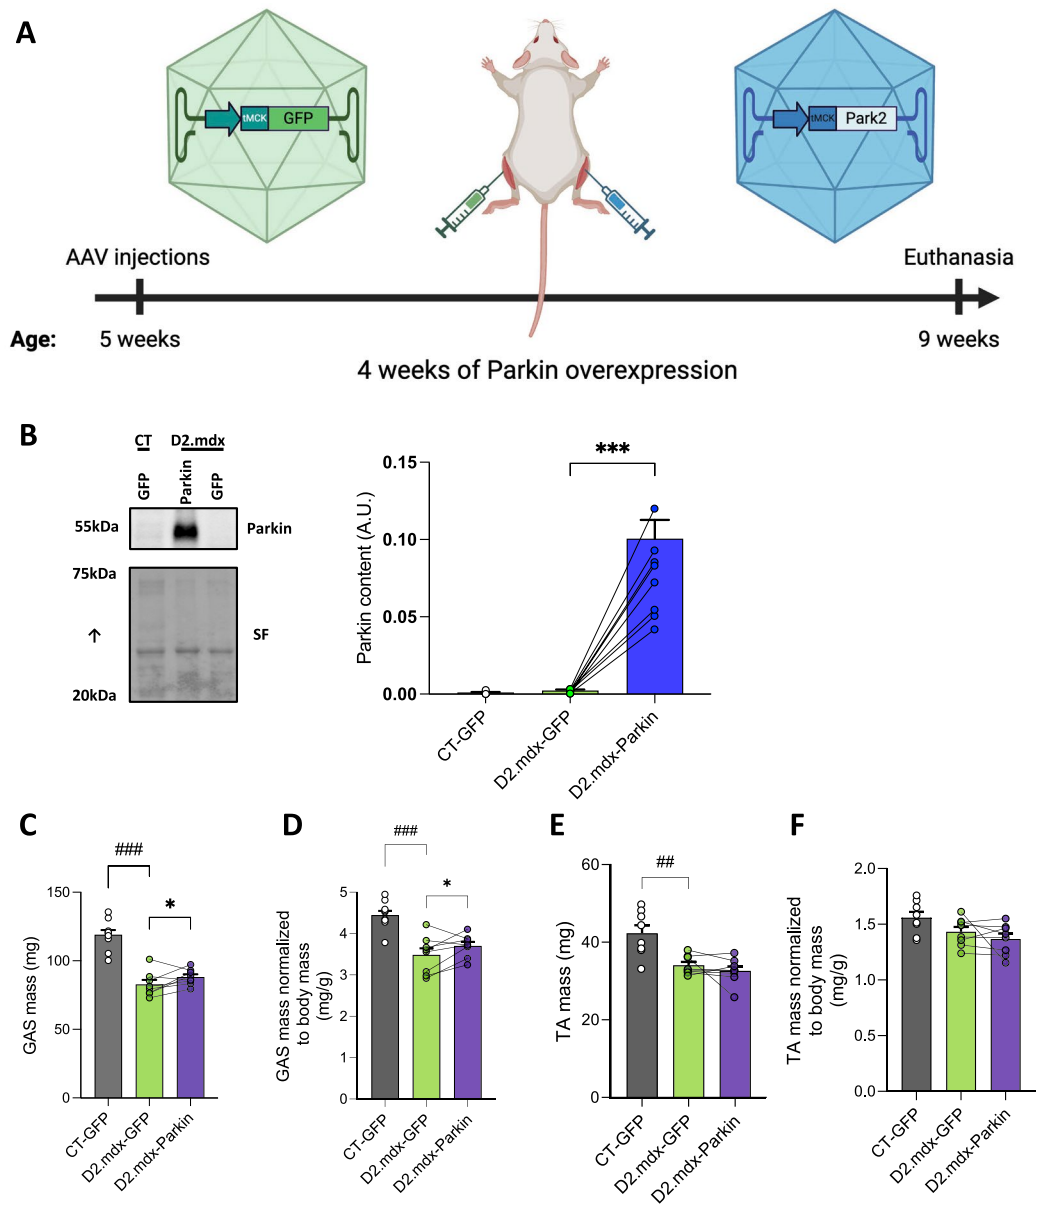 A
tMCK GFP
tMCK Park2
AAV injections
Euthanasia
Age: 5 weeks
9 weeks
4 weeks of Parkin overexpression
B
CT D2.mdx
GFP
Parkin
GFP
55kDa
Parkin
75kDa
↑
SF
20kDa
***
Parkin content (A.U.)
0.15
0.10
0.05
0.00
CT-GFP
D2.mdx-GFP
D2.mdx-Parkin
C
###
*
GAS mass (mg)
150
100
50
0
CT-GFP
D2.mdx-GFP
D2.mdx-Parkin
D
###
*
GAS mass normalized
to body mass
(mg/g)
5
4
3
2
1
0
CT-GFP
D2.mdx-GFP
D2.mdx-Parkin
E
##
TA mass (mg)
60
40
20
0
CT-GFP
D2.mdx-GFP
D2.mdx-Parkin
F
TA mass normalized
to body mass
(mg/g)
2.0
1.5
1.0
0.5
0.0
CT-GFP
D2.mdx-GFP
D2.mdx-Parkin